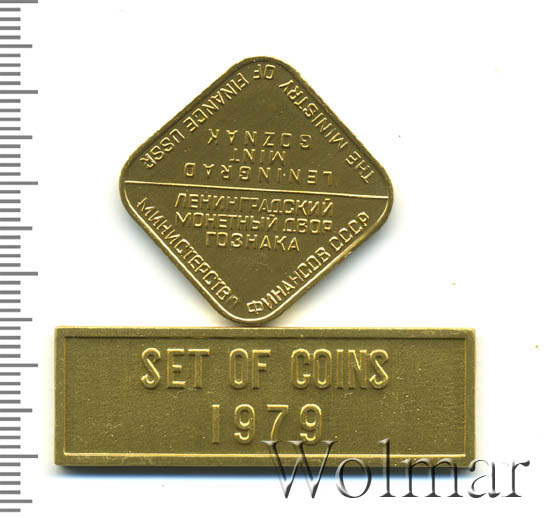 THE MINISTRY OF FINANCE USSR
LENINGRAD
MINT
GOZNAK
ЛЕНИНГРАДСКИЙ
МОНЕТНЫЙ ДВОР
ГОЗНАКА
МИНИСТЕРСТВО ФИНАНСОВ СССР
SET OF COINS
1979
Wolmar